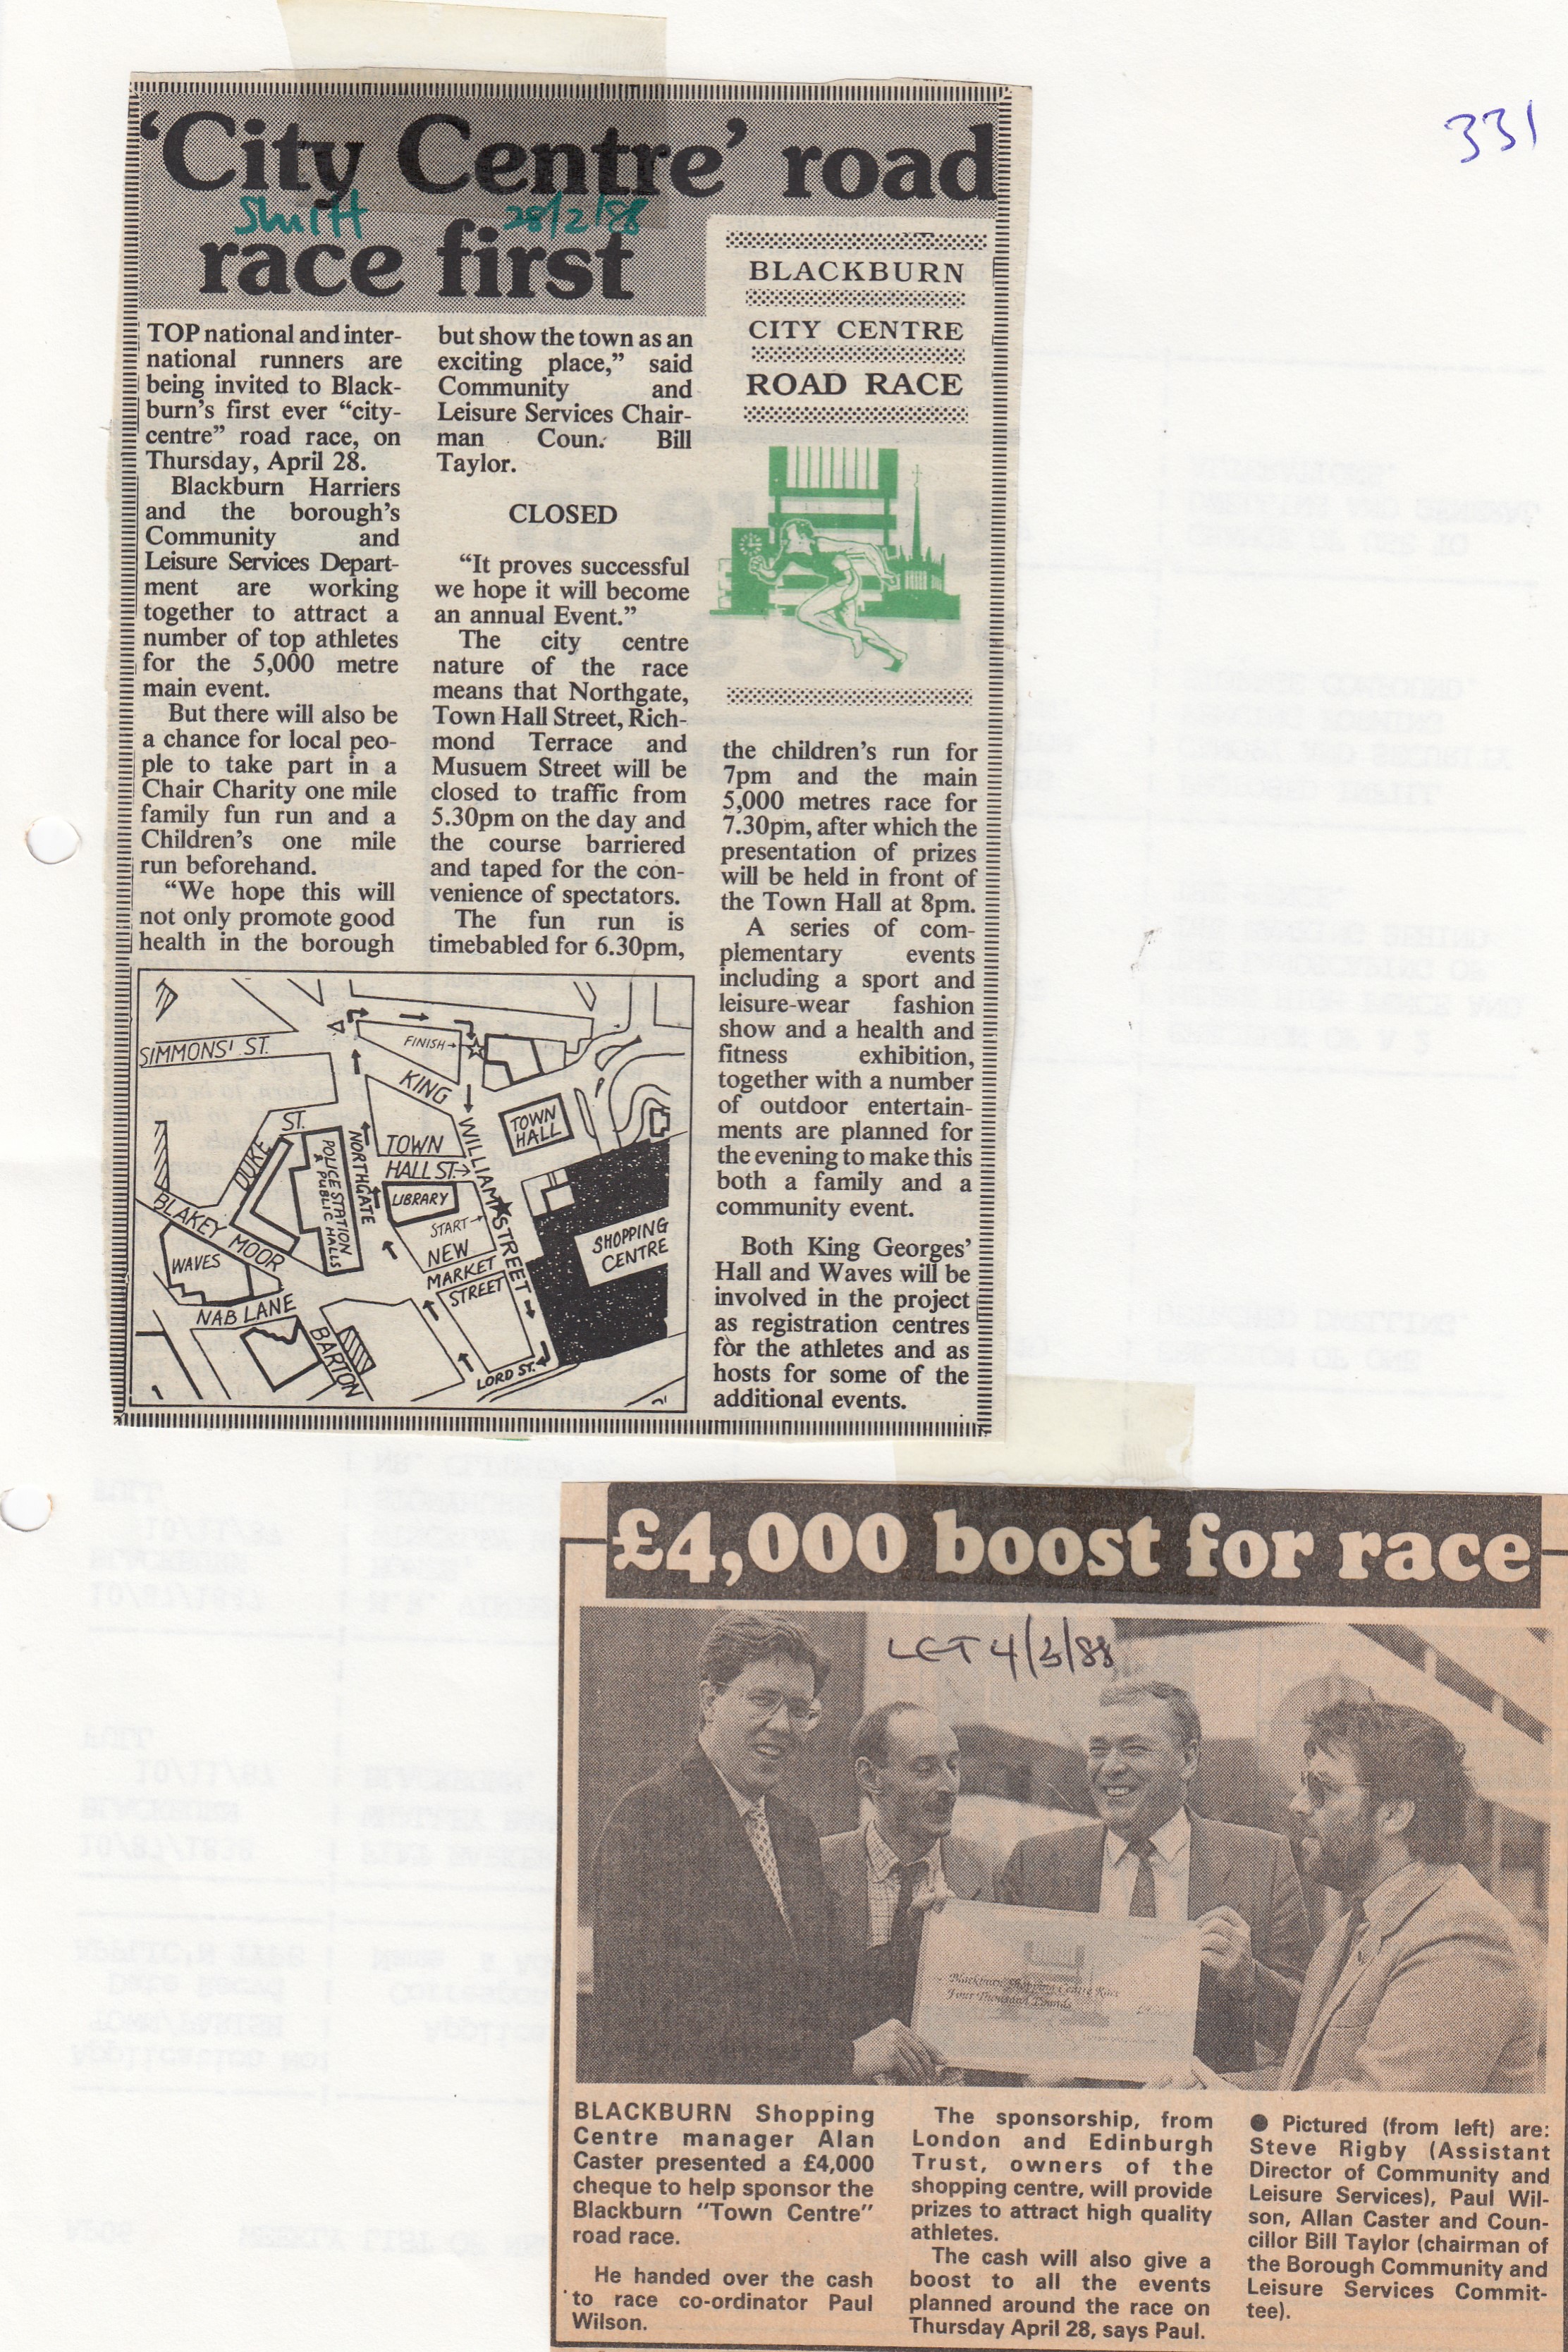 331
‘City Centre’ road
Shuttle 28/2/88
race first
BLACKBURN
CITY CENTRE
ROAD RACE
TOP national and inter-
national runners are
being invited to Black-
burn’s first ever “city-
centre” road race, on
Thursday, April 28.
Blackburn Harriers
and the borough’s
Community and
Leisure Services Depart-
ment are working
together to attract a
number of top athletes
for the 5,000 metre
main event.
But there will also be
a chance for local peo-
ple to take part in a
Chair Charity one mile
family fun run and a
Children’s one mile
run beforehand.
“We hope this will
not only promote good
health in the borough
but show the town as an
exciting place,” said
Community and
Leisure Services Chair-
man Coun. Bill
Taylor.
CLOSED
“It proves successful
we hope it will become
an annual Event.”
The city centre
nature of the race
means that Northgate,
Town Hall Street, Rich-
mond Terrace and
Musuem Street will be
closed to traffic from
5.30pm on the day and
the course barriered
and taped for the con-
venience of spectators.
The fun run is
timebabled for 6.30pm,
the children’s run for
7pm and the main
5,000 metres race for
7.30pm, after which the
presentation of prizes
will be held in front of
the Town Hall at 8pm.
A series of com-
plementary events
including a sport and
leisure-wear fashion
show and a health and
fitness exhibition,
together with a number
of outdoor entertain-
ments are planned for
the evening to make this
both a family and a
community event.
Both King Georges’
Hall and Waves will be
involved in the project
as registration centres
for the athletes and as
hosts for some of the
additional events.
SIMMONS' ST.
FINISH
KING
WILLIAM STREET
TOWN
HALL
DUKE
ST.
POLICE STATION
& PUBLIC HALLS
NORTHGATE
TOWN
HALL ST.
LIBRARY
START
BLAKEY MOOR
WAVES
NEW
MARKET
STREET
SHOPPING
CENTRE
NAB LANE
BARTON
LORD ST.
£4,000 boost for race
LET 4/3/88
Blackburn Shopping Centre Race
Four Thousand Pounds
BLACKBURN Shopping
Centre manager Alan
Caster presented a £4,000
cheque to help sponsor the
Blackburn “Town Centre”
road race.
He handed over the cash
to race co-ordinator Paul
Wilson.
The sponsorship, from
London and Edinburgh
Trust, owners of the
shopping centre, will provide
prizes to attract high quality
athletes.
The cash will also give a
boost to all the events
planned around the race on
Thursday April 28, says Paul.
● Pictured (from left) are:
Steve Rigby (Assistant
Director of Community and
Leisure Services), Paul Wil-
son, Allan Caster and Coun-
cillor Bill Taylor (chairman of
the Borough Community and
Leisure Services Commit-
tee).